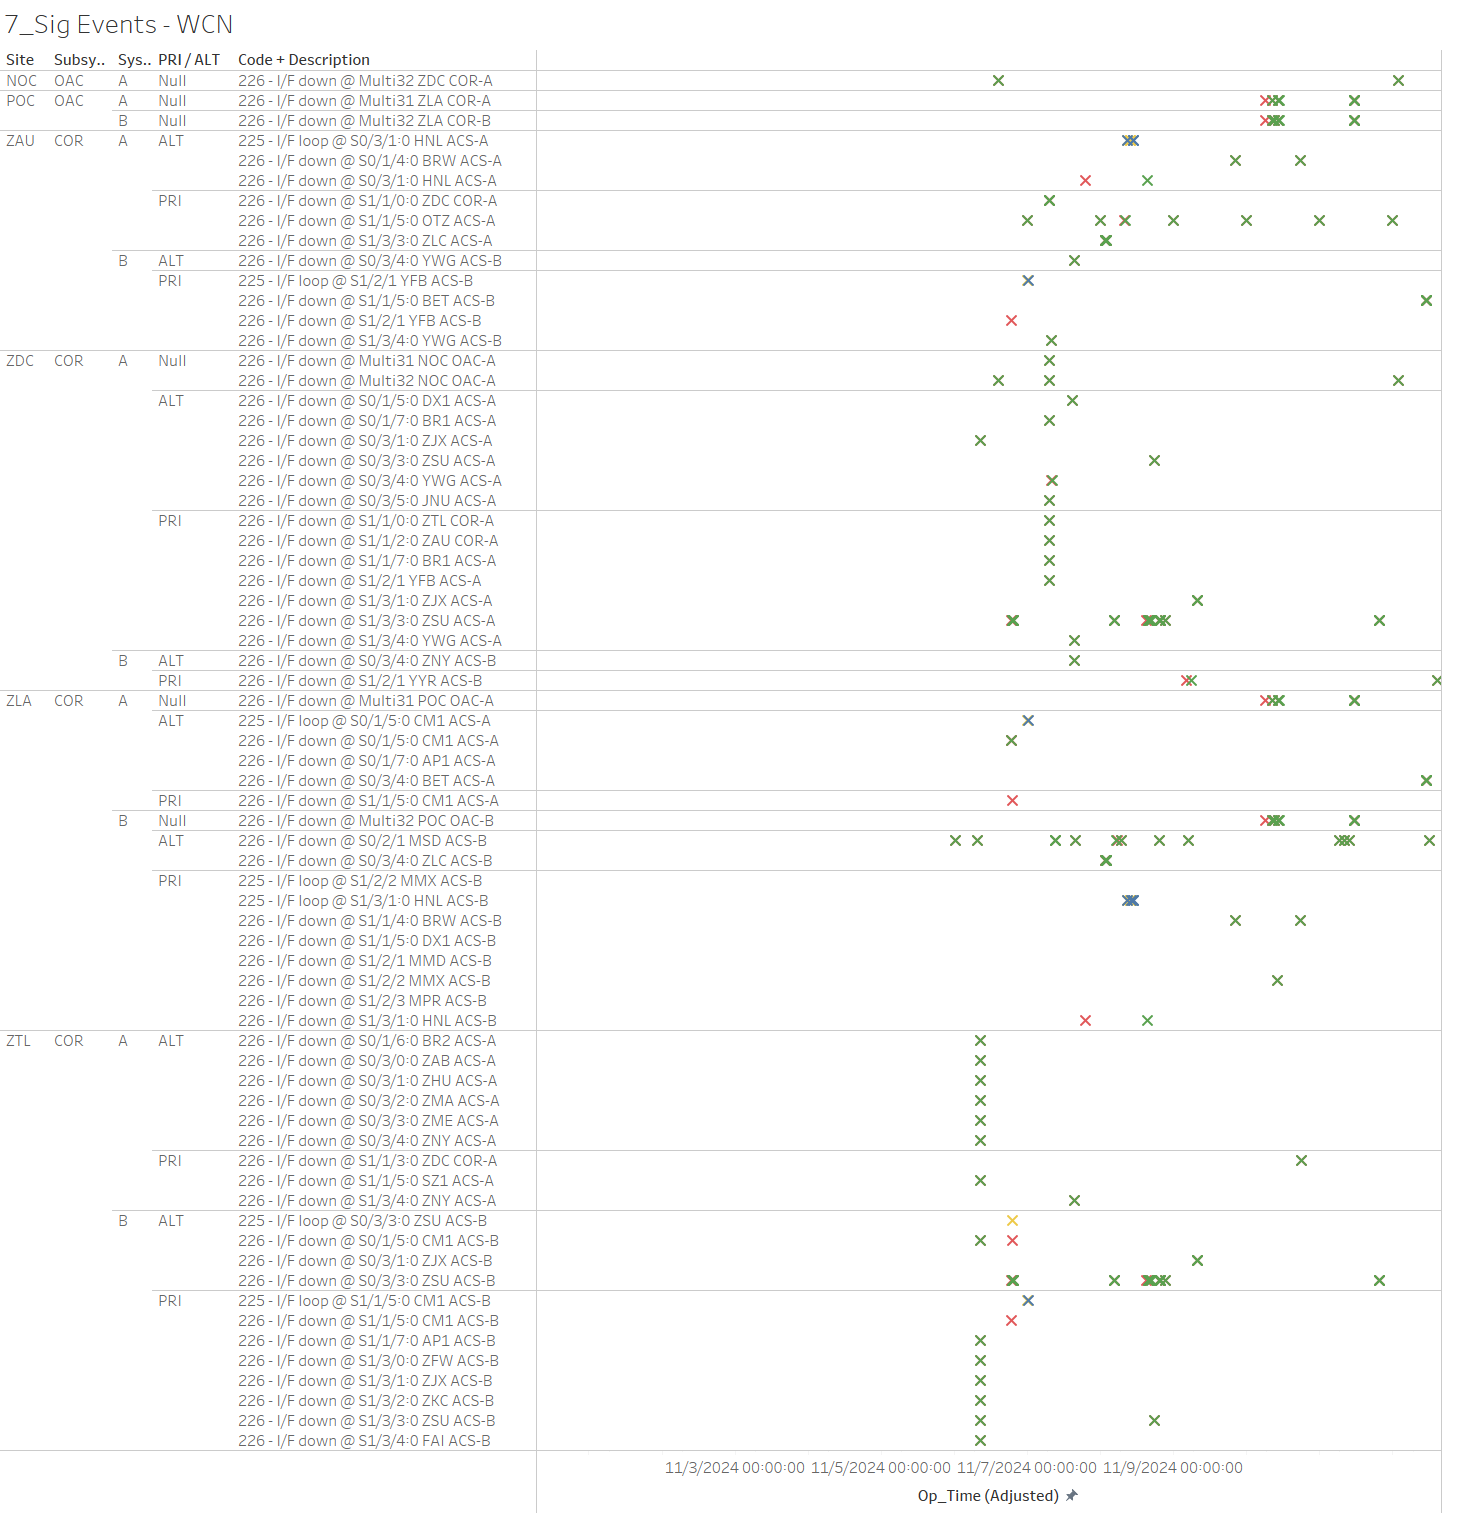 7_Sig Events - WCN
Site Subsy.. Sys.. PRI / ALT Code + Description
NOC OAC A Null 226 - I/F down @ Multi32 ZDC COR-A
POC OAC A Null 226 - I/F down @ Multi31 ZLA COR-A
B Null 226 - I/F down @ Multi32 ZLA COR-B
ZAU COR A ALT 225 - I/F loop @ S0/3/1:0 HNL ACS-A
226 - I/F down @ S0/1/4:0 BRW ACS-A
226 - I/F down @ S0/3/1:0 HNL ACS-A
PRI 226 - I/F down @ S1/1/0:0 ZDC COR-A
226 - I/F down @ S1/1/5:0 OTZ ACS-A
226 - I/F down @ S1/3/3:0 ZLC ACS-A
B ALT 226 - I/F down @ S0/3/4:0 YWG ACS-B
PRI 225 - I/F loop @ S1/2/1 YFB ACS-B
226 - I/F down @ S1/1/5:0 BET ACS-B
226 - I/F down @ S1/2/1 YFB ACS-B
226 - I/F down @ S1/3/4:0 YWG ACS-B
ZDC COR A Null 226 - I/F down @ Multi31 NOC OAC-A
226 - I/F down @ Multi32 NOC OAC-A
ALT 226 - I/F down @ S0/1/5:0 DX1 ACS-A
226 - I/F down @ S0/1/7:0 BR1 ACS-A
226 - I/F down @ S0/3/1:0 ZJX ACS-A
226 - I/F down @ S0/3/3:0 ZSU ACS-A
226 - I/F down @ S0/3/4:0 YWG ACS-A
226 - I/F down @ S0/3/5:0 JNU ACS-A
PRI 226 - I/F down @ S1/1/0:0 ZTL COR-A
226 - I/F down @ S1/1/2:0 ZAU COR-A
226 - I/F down @ S1/1/7:0 BR1 ACS-A
226 - I/F down @ S1/2/1 YFB ACS-A
226 - I/F down @ S1/3/1:0 ZJX ACS-A
226 - I/F down @ S1/3/3:0 ZSU ACS-A
226 - I/F down @ S1/3/4:0 YWG ACS-A
B ALT 226 - I/F down @ S0/3/4:0 ZNY ACS-B
PRI 226 - I/F down @ S1/2/1 YYR ACS-B
ZLA COR A Null 226 - I/F down @ Multi31 POC OAC-A
ALT 225 - I/F loop @ S0/1/5:0 CM1 ACS-A
226 - I/F down @ S0/1/5:0 CM1 ACS-A
226 - I/F down @ S0/1/7:0 AP1 ACS-A
226 - I/F down @ S0/3/4:0 BET ACS-A
PRI 226 - I/F down @ S1/1/5:0 CM1 ACS-A
B Null 226 - I/F down @ Multi32 POC OAC-B
ALT 226 - I/F down @ S0/2/1 MSD ACS-B
226 - I/F down @ S0/3/4:0 ZLC ACS-B
PRI 225 - I/F loop @ S1/2/2 MMX ACS-B
225 - I/F loop @ S1/3/1:0 HNL ACS-B
226 - I/F down @ S1/1/4:0 BRW ACS-B
226 - I/F down @ S1/1/5:0 DX1 ACS-B
226 - I/F down @ S1/2/1 MMD ACS-B
226 - I/F down @ S1/2/2 MMX ACS-B
226 - I/F down @ S1/2/3 MPR ACS-B
226 - I/F down @ S1/3/1:0 HNL ACS-B
ZTL COR A ALT 226 - I/F down @ S0/1/6:0 BR2 ACS-A
226 - I/F down @ S0/3/0:0 ZAB ACS-A
226 - I/F down @ S0/3/1:0 ZHU ACS-A
226 - I/F down @ S0/3/2:0 ZMA ACS-A
226 - I/F down @ S0/3/3:0 ZME ACS-A
226 - I/F down @ S0/3/4:0 ZNY ACS-A
PRI 226 - I/F down @ S1/1/3:0 ZDC COR-A
226 - I/F down @ S1/1/5:0 SZ1 ACS-A
226 - I/F down @ S1/3/4:0 ZNY ACS-A
B ALT 225 - I/F loop @ S0/3/3:0 ZSU ACS-B
226 - I/F down @ S0/1/5:0 CM1 ACS-B
226 - I/F down @ S0/3/1:0 ZJX ACS-B
226 - I/F down @ S0/3/3:0 ZSU ACS-B
PRI 225 - I/F loop @ S1/1/5:0 CM1 ACS-B
226 - I/F down @ S1/1/5:0 CM1 ACS-B
226 - I/F down @ S1/1/7:0 AP1 ACS-B
226 - I/F down @ S1/3/0:0 ZFW ACS-B
226 - I/F down @ S1/3/1:0 ZJX ACS-B
226 - I/F down @ S1/3/2:0 ZKC ACS-B
226 - I/F down @ S1/3/3:0 ZSU ACS-B
226 - I/F down @ S1/3/4:0 FAI ACS-B
11/3/2024 00:00:00 11/5/2024 00:00:00 11/7/2024 00:00:00 11/9/2024 00:00:00
Op_Time (Adjusted)